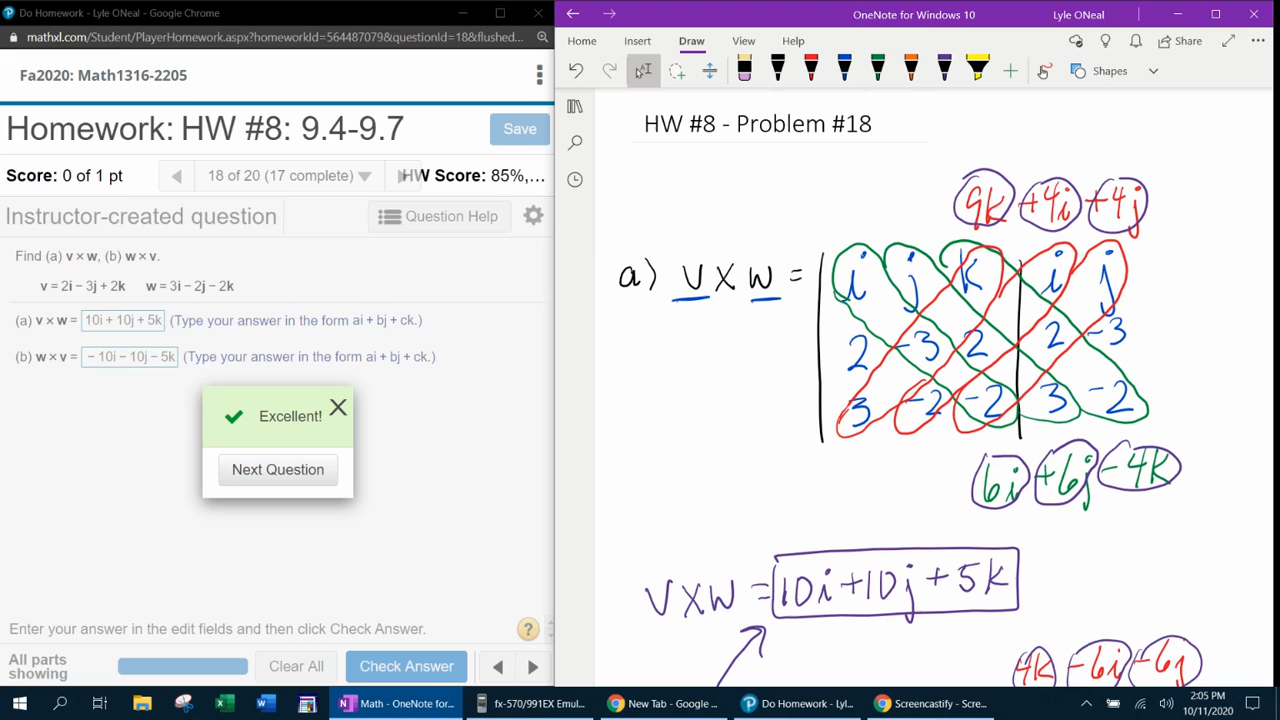 Do Homework - Lyle ONeal - Google Chrome
mathxl.com/Student/PlayerHomework.aspx?homeworkId=564487079&questionId=18&flushed...
Fa2020: Math1316-2205
Homework: HW #8: 9.4-9.7
Save
Score: 0 of 1 pt
18 of 20 (17 complete)
HW Score: 85%,...
Instructor-created question
Question Help
Find (a) v × w, (b) w × v.
v = 2i − 3j + 2k w = 3i − 2j − 2k
(a) v × w = 10i + 10j + 5k (Type your answer in the form ai + bj + ck.)
(b) w × v = − 10i − 10j − 5k (Type your answer in the form ai + bj + ck.)
Excellent!
Next Question
Enter your answer in the edit fields and then click Check Answer.
?
All parts
showing
Clear All
Check Answer
OneNote for Windows 10
Lyle ONeal
Home Insert Draw View Help
Share
Shapes
HW #8 - Problem #18
9k +4i +4j
a) V X W = | i j k | i j
2 -3 2 | 2 -3
3 -2 -2 | 3 -2
6i +6j -4k
V X W = 10i + 10j + 5k
4k -6i -6j
Math - OneNote for...
fx-570/991EX Emul...
New Tab - Google ...
Do Homework - Lyl...
Screencastify - Scre...
2:05 PM
10/11/2020